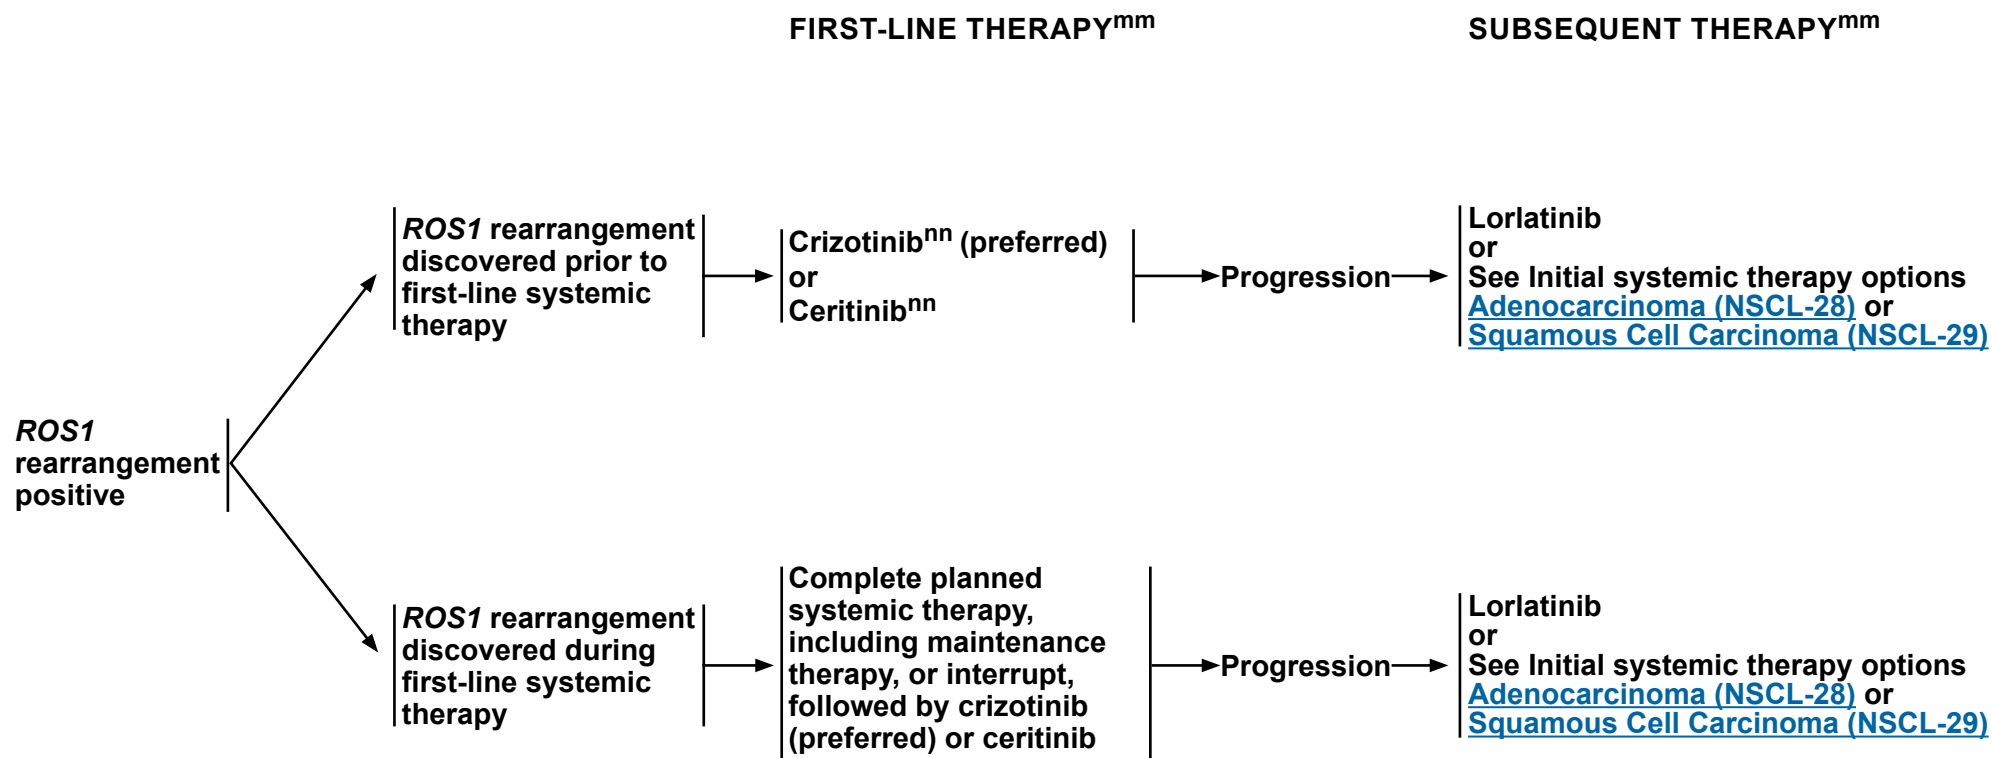 FIRST-LINE THERAPYmm
SUBSEQUENT THERAPYmm
ROS1
rearrangement
positive
ROS1 rearrangement
discovered prior to
first-line systemic
therapy
Crizotinibnn (preferred)
or
Ceritinibnn
Progression
Lorlatinib
or
See Initial systemic therapy options
Adenocarcinoma (NSCL-28) or
Squamous Cell Carcinoma (NSCL-29)
ROS1 rearrangement
discovered during
first-line systemic
therapy
Complete planned
systemic therapy,
including maintenance
therapy, or interrupt,
followed by crizotinib
(preferred) or ceritinib
Progression
Lorlatinib
or
See Initial systemic therapy options
Adenocarcinoma (NSCL-28) or
Squamous Cell Carcinoma (NSCL-29)